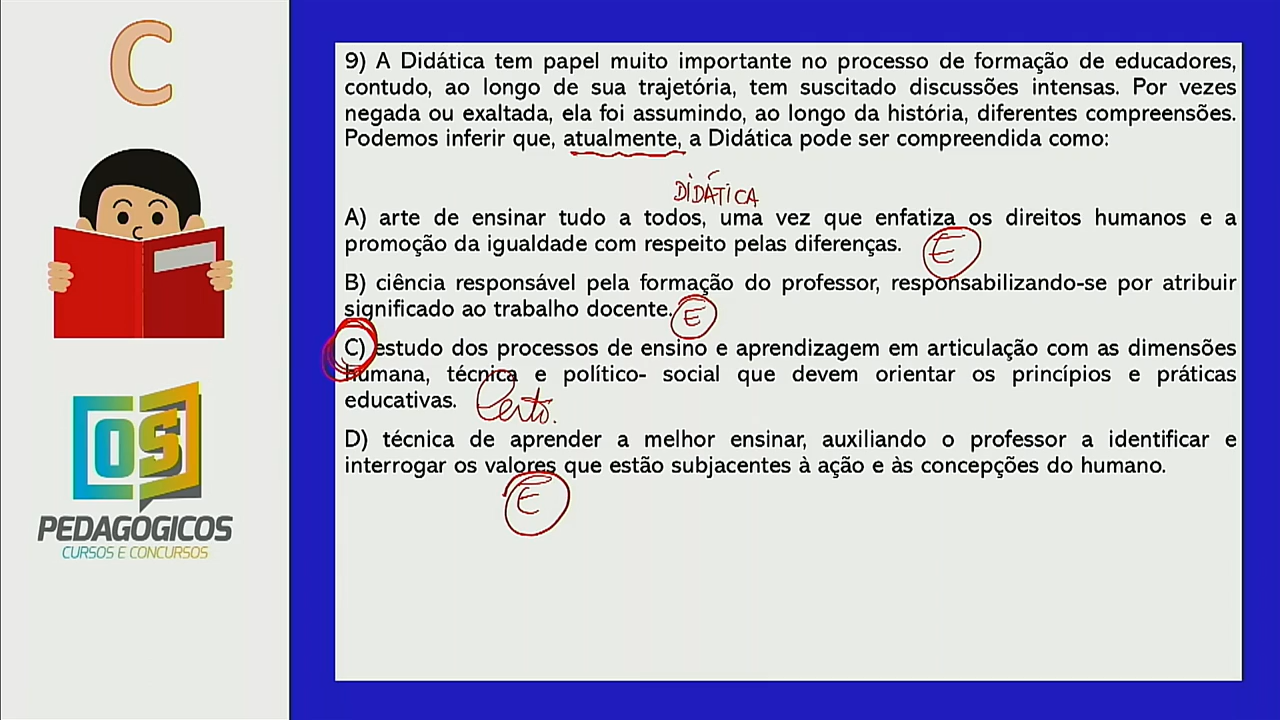 C
9) A Didática tem papel muito importante no processo de formação de educadores,
contudo, ao longo de sua trajetória, tem suscitado discussões intensas. Por vezes
negada ou exaltada, ela foi assumindo, ao longo da história, diferentes compreensões.
Podemos inferir que, atualmente, a Didática pode ser compreendida como:
DIDÁTICA
A) arte de ensinar tudo a todos, uma vez que enfatiza os direitos humanos e a
promoção da igualdade com respeito pelas diferenças. E
B) ciência responsável pela formação do professor, responsabilizando-se por atribuir
significado ao trabalho docente. E
C) estudo dos processos de ensino e aprendizagem em articulação com as dimensões
humana, técnica e político- social que devem orientar os princípios e práticas
educativas. Certo.
D) técnica de aprender a melhor ensinar, auxiliando o professor a identificar e
interrogar os valores que estão subjacentes à ação e às concepções do humano.
E
OS
PEDAGÓGICOS
CURSOS E CONCURSOS